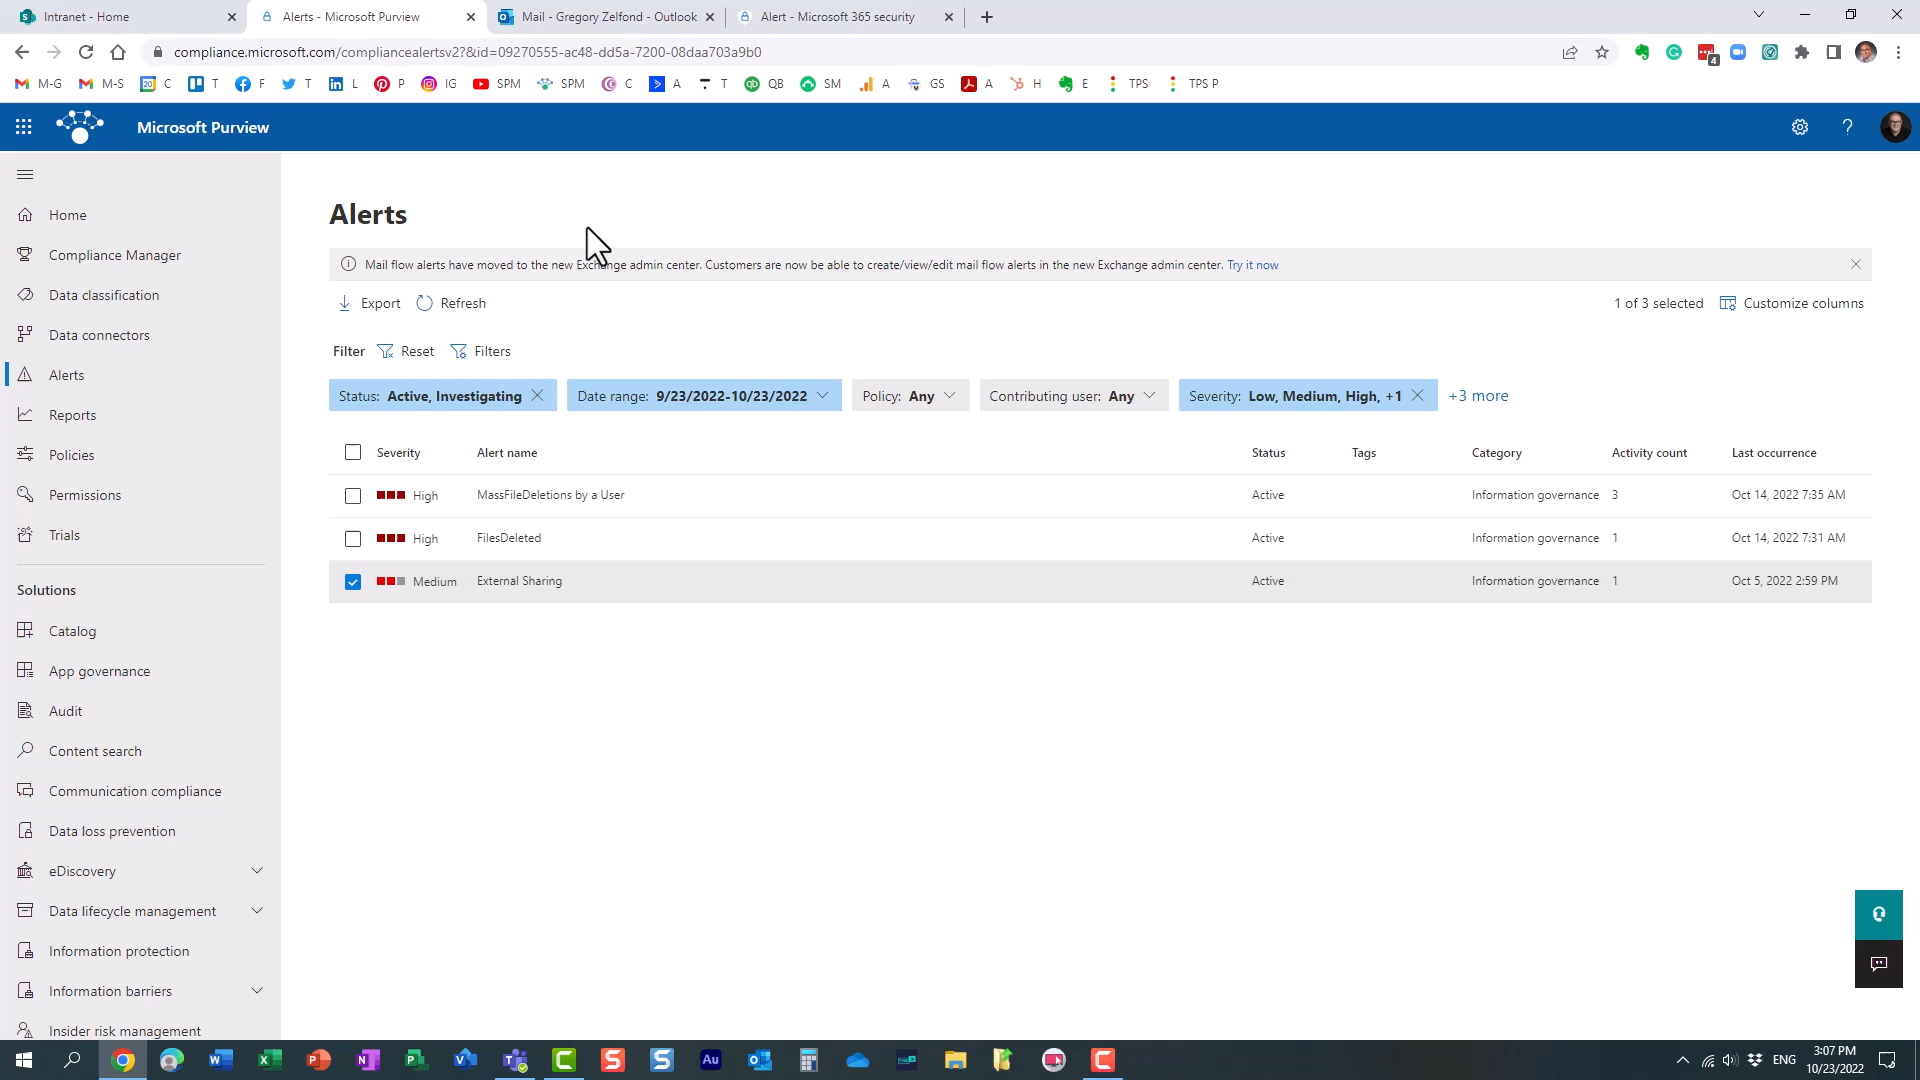 Intranet - Home
Alerts - Microsoft Purview
Mail - Gregory Zelfond - Outlook
Alert - Microsoft 365 security
compliance.microsoft.com/compliancealertsv2?&id=09270555-ac48-dd5a-7200-08daa703a9b0
4
M-G M-S 20 C T F T L P IG SPM SPM C A T QB SM A GS A H E TPS TPS P
Microsoft Purview
Home
Compliance Manager
Data classification
Data connectors
Alerts
Reports
Policies
Permissions
Trials
Solutions
Catalog
App governance
Audit
Content search
Communication compliance
Data loss prevention
eDiscovery
Data lifecycle management
Information protection
Information barriers
Insider risk management
Alerts
Mail flow alerts have moved to the new Exchange admin center. Customers are now be able to create/view/edit mail flow alerts in the new Exchange admin center. Try it now
Export Refresh
1 of 3 selected Customize columns
Filter Reset Filters
Status: Active, Investigating Date range: 9/23/2022-10/23/2022 Policy: Any Contributing user: Any Severity: Low, Medium, High, +1 +3 more
Severity Alert name Status Tags Category Activity count Last occurrence
High MassFileDeletions by a User Active Information governance 3 Oct 14, 2022 7:35 AM
High FilesDeleted Active Information governance 1 Oct 14, 2022 7:31 AM
Medium External Sharing Active Information governance 1 Oct 5, 2022 2:59 PM
ENG
3:07 PM
10/23/2022